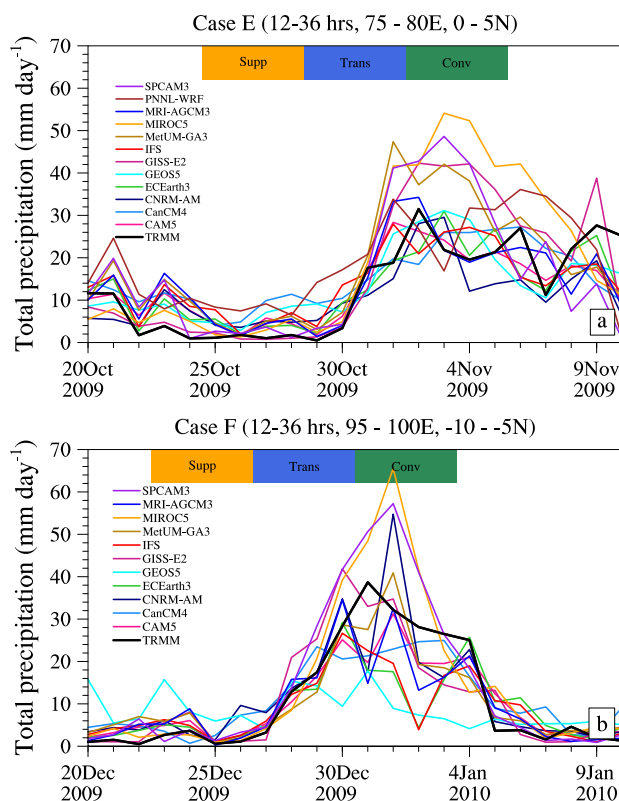 Case E (12-36 hrs, 75 - 80E, 0 - 5N)
Total precipitation (mm day-1)
70
60
50
40
30
20
10
0
Supp Trans Conv
SPCAM3
PNNL-WRF
MRI-AGCM3
MIROC5
MetUM-GA3
IFS
GISS-E2
GEOS5
ECEarth3
CNRM-AM
CanCM4
CAM5
TRMM
a
20Oct 25Oct 30Oct 4Nov 9Nov
2009 2009 2009 2009 2009
Case F (12-36 hrs, 95 - 100E, -10 - -5N)
Total precipitation (mm day-1)
70
60
50
40
30
20
10
0
Supp Trans Conv
SPCAM3
MRI-AGCM3
MIROC5
MetUM-GA3
IFS
GISS-E2
GEOS5
ECEarth3
CNRM-AM
CanCM4
CAM5
TRMM
b
20Dec 25Dec 30Dec 4Jan 9Jan
2009 2009 2009 2010 2010